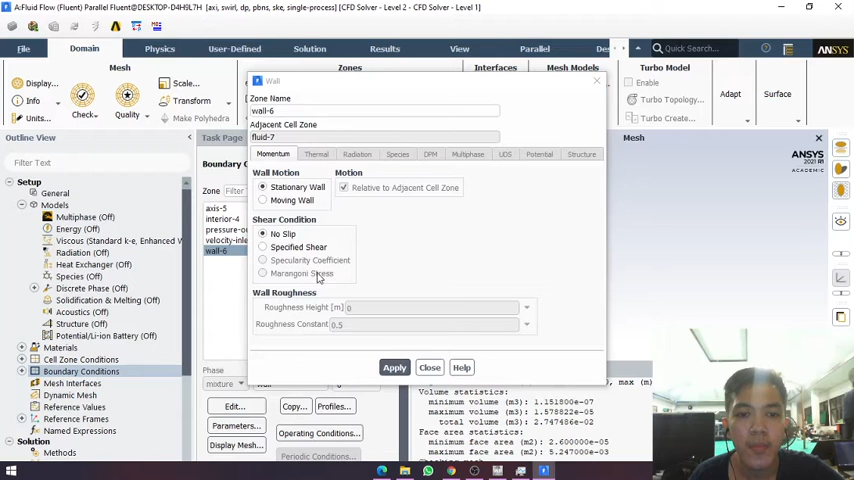 A:Fluid Flow (Fluent) Parallel Fluent@DESKTOP-D4H9L7H [axi, swirl, dp, pbns, ske, single-process] [CFD Solver - Level 2 - CFD Solver - Level 1]
File Domain Physics User-Defined Solution Results View Parallel Des Quick Search... ANSYS
Mesh Zones Interfaces Mesh Models Turbo Model Adapt Surface
Display... Scale... Enable
Info Transform Turbo Topology...
Units... Check Quality Make Polyhedra Turbo Create...
Wall
Zone Name
wall-6
Adjacent Cell Zone
fluid-7
Momentum Thermal Radiation Species DPM Multiphase UDS Potential Structure
Wall Motion Motion
Stationary Wall Relative to Adjacent Cell Zone
Moving Wall
Shear Condition
No Slip
Specified Shear
Specularity Coefficient
Marangoni Stress
Wall Roughness
Roughness Height [m] 0
Roughness Constant 0.5
Apply Close Help
Outline View
Filter Text
Setup
General
Models
Multiphase (Off)
Energy (Off)
Viscous (Standard k-e, Enhanced W
Radiation (Off)
Heat Exchanger (Off)
Species (Off)
Discrete Phase (Off)
Solidification & Melting (Off)
Acoustics (Off)
Structure (Off)
Potential/Li-ion Battery (Off)
Materials
Cell Zone Conditions
Boundary Conditions
Mesh Interfaces
Dynamic Mesh
Reference Values
Reference Frames
Named Expressions
Solution
Methods
Task Page
Boundary Con
Zone Filter T
axis-5
interior-4
pressure-ou
velocity-inle
wall-6
Phase
mixture wall 6
Edit... Copy... Profiles...
Parameters... Operating Conditions...
Display Mesh...
Periodic Conditions...
Mesh
ANSYS
2021 R1
, max (m)
Volume statistics:
minimum volume (m3): 1.151800e-07
maximum volume (m3): 1.578822e-05
total volume (m3): 2.747486e-02
Face area statistics:
minimum face area (m2): 2.600000e-05
maximum face area (m2): 5.247000e-03